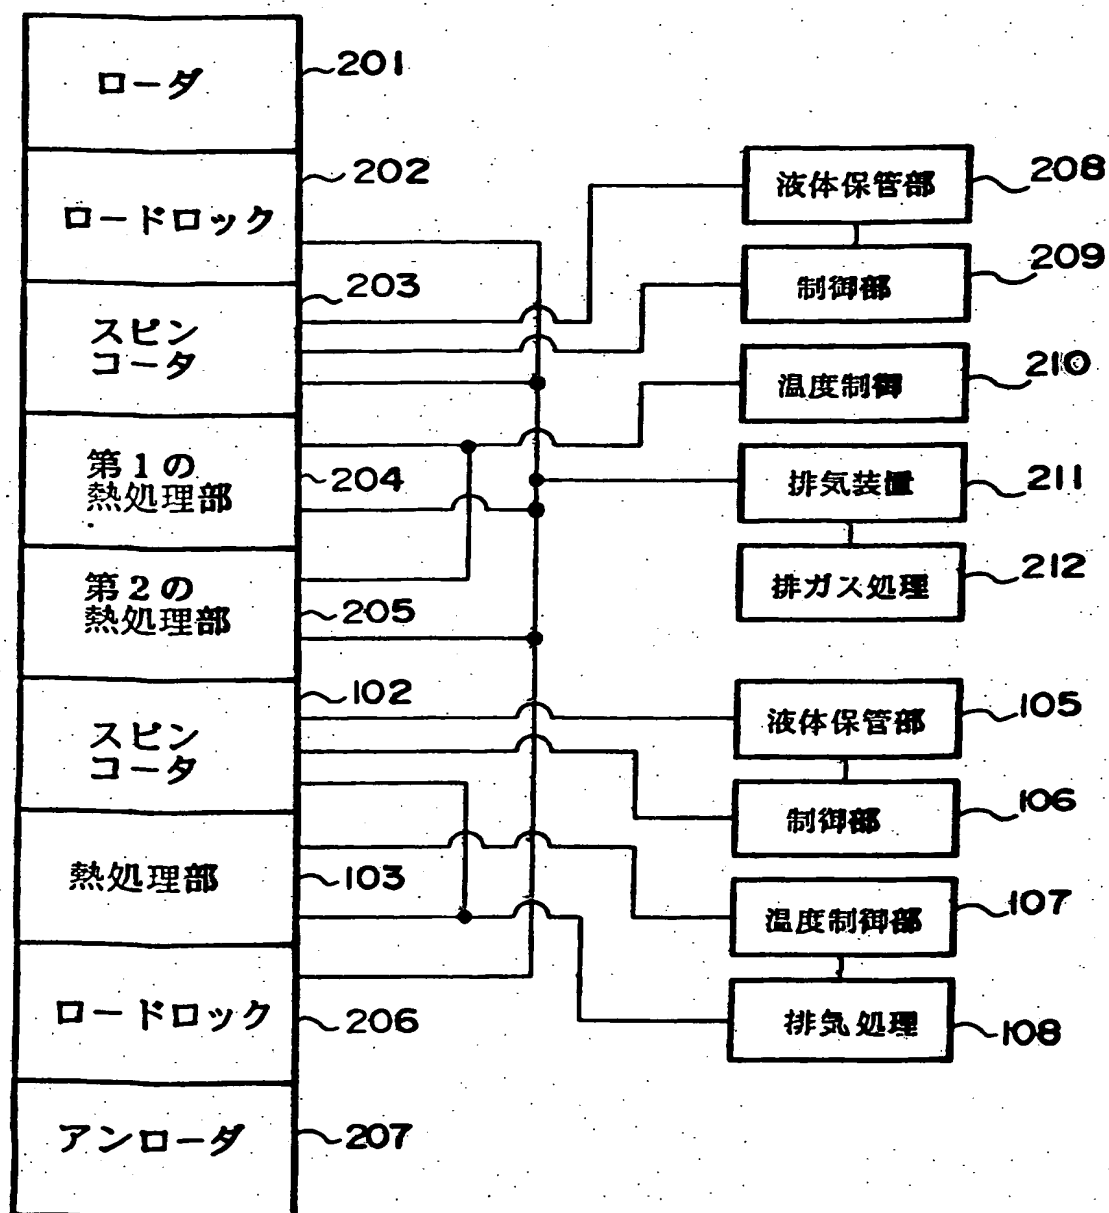 ローダ
201
ロードロック
202
スピン
コータ
203
第1の
熱処理部
204
第2の
熱処理部
205
スピン
コータ
102
熱処理部
103
ロードロック
206
アンローダ
207
液体保管部
208
制御部
209
温度制御
210
排気装置
211
排ガス処理
212
液体保管部
105
制御部
106
温度制御部
107
排気処理
108